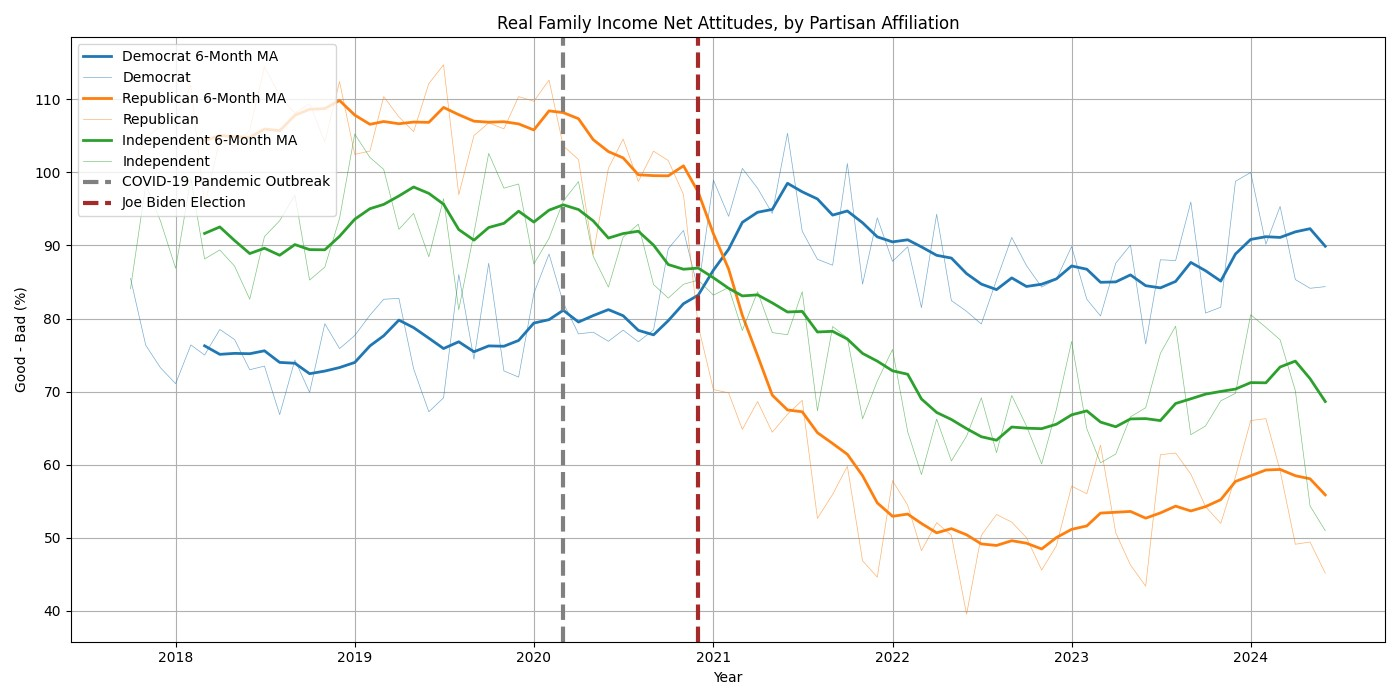 Real Family Income Net Attitudes, by Partisan Affiliation
Democrat 6-Month MA
Democrat
Republican 6-Month MA
Republican
Independent 6-Month MA
Independent
COVID-19 Pandemic Outbreak
Joe Biden Election
Good - Bad (%)
110
100
90
80
70
60
50
40
2018 2019 2020 2021 2022 2023 2024
Year